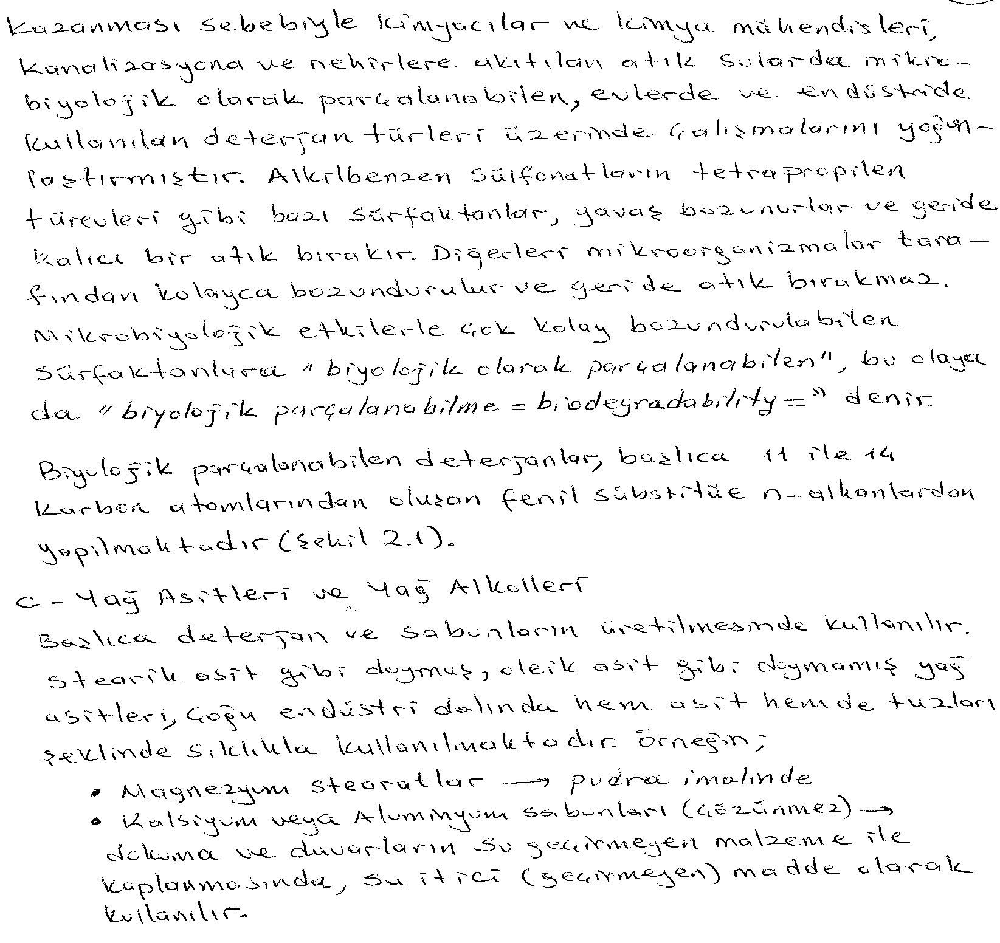 kazanması sebebiyle kimyacılar ve kimya mühendisleri,
kanalizasyona ve nehirlere akıtılan atık sularda mikro-
biyolojik olarak parçalanabilen, evlerde ve endüstride
kullanılan deterjan türleri üzerinde çalışmalarını yoğun-
laştırmıştır. Alkilbenzen sülfonatların tetrapropilen
türevleri gibi bazı sürfaktanlar, yavaş bozunurlar ve geride
kalıcı bir atık bırakır. Diğerleri mikroorganizmalar tara-
fından kolayca bozundurulur ve geride atık bırakmaz.
Mikrobiyolojik etkilerle çok kolay bozundurulabilen
sürfaktanlara "biyolojik olarak parçalanabilen", bu olaya
da "biyolojik parçalanabilme = biodegradability =" denir.
Biyolojik parçalanabilen deterjanlar, başlıca 11 ile 14
karbon atomlarından oluşan fenil sübstitüe n-alkanlardan
yapılmaktadır (Şekil 2.1).
C - Yağ Asitleri ve Yağ Alkolleri
Başlıca deterjan ve sabunların üretilmesinde kullanılır.
Stearik asit gibi doymuş, oleik asit gibi doymamış yağ
asitleri, çoğu endüstri dalında hem asit hemde tuzları
şeklinde sıklıkla kullanılmaktadır. Örneğin;
• Magnezyum stearatlar → pudra imalinde
• Kalsiyum veya Aluminyum sabunları (çözünmez) →
dokuma ve duvarların su geçirmeyen malzeme ile
kaplanmasında, su itici (geçirmeyen) madde olarak
kullanılır.